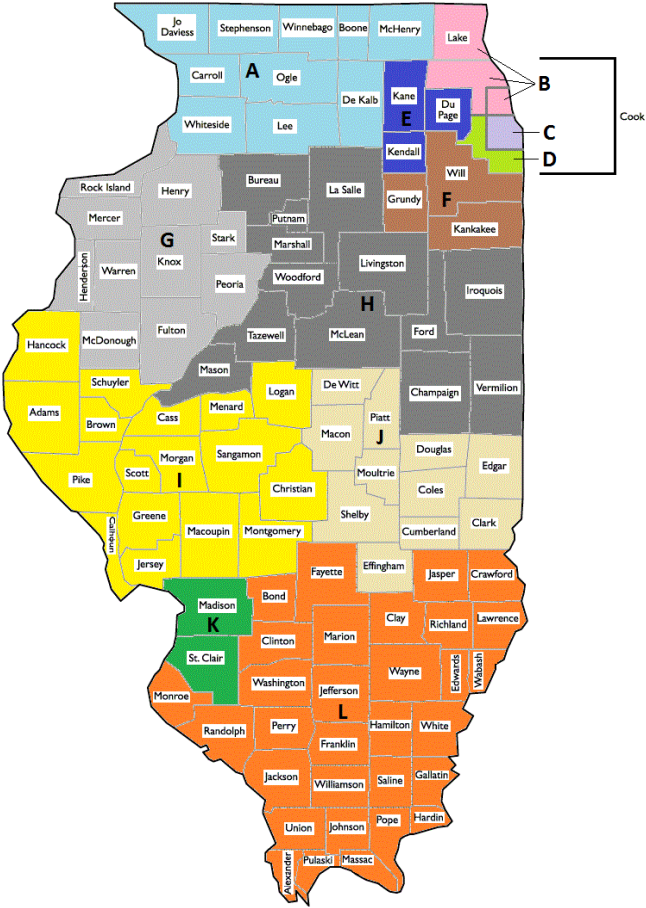 Jo
Daviess
Stephenson
Winnebago
Boone
McHenry
Lake
Carroll
A
Ogle
De Kalb
Kane
E
Du
Page
B
Cook
C
D
Whiteside
Lee
Kendall
Will
F
Rock Island
Henry
Bureau
La Salle
Grundy
Kankakee
Mercer
G
Stark
Putnam
Marshall
Henderson
Warren
Knox
Peoria
Woodford
Livingston
Iroquois
H
Fulton
Tazewell
McLean
Ford
Hancock
McDonough
Mason
Champaign
Vermilion
Schuyler
Logan
De Witt
Adams
Brown
Cass
Menard
Piatt
J
Macon
Morgan
Sangamon
Douglas
Edgar
Pike
Scott
I
Moultrie
Coles
Christian
Greene
Calhoun
Macoupin
Montgomery
Shelby
Cumberland
Clark
Jersey
Fayette
Effingham
Jasper
Crawford
Madison
K
Bond
Clay
Richland
Lawrence
Clinton
Marion
St. Clair
Wayne
Edwards
Wabash
Monroe
Washington
Jefferson
L
Randolph
Perry
Hamilton
White
Franklin
Jackson
Williamson
Saline
Gallatin
Union
Johnson
Pope
Hardin
Alexander
Pulaski
Massac